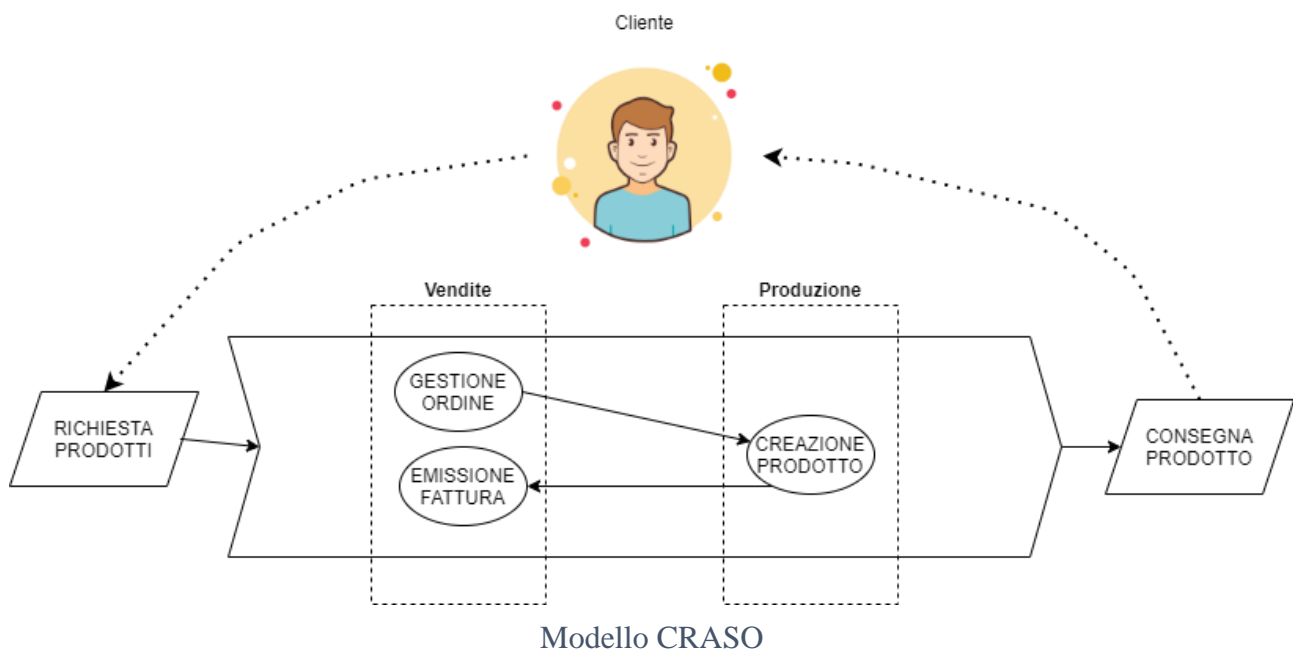 Cliente
Vendite
Produzione
GESTIONE
ORDINE
RICHIESTA
PRODOTTI
CREAZIONE
PRODOTTO
CONSEGNA
PRODOTTO
EMISSIONE
FATTURA
Modello CRASO